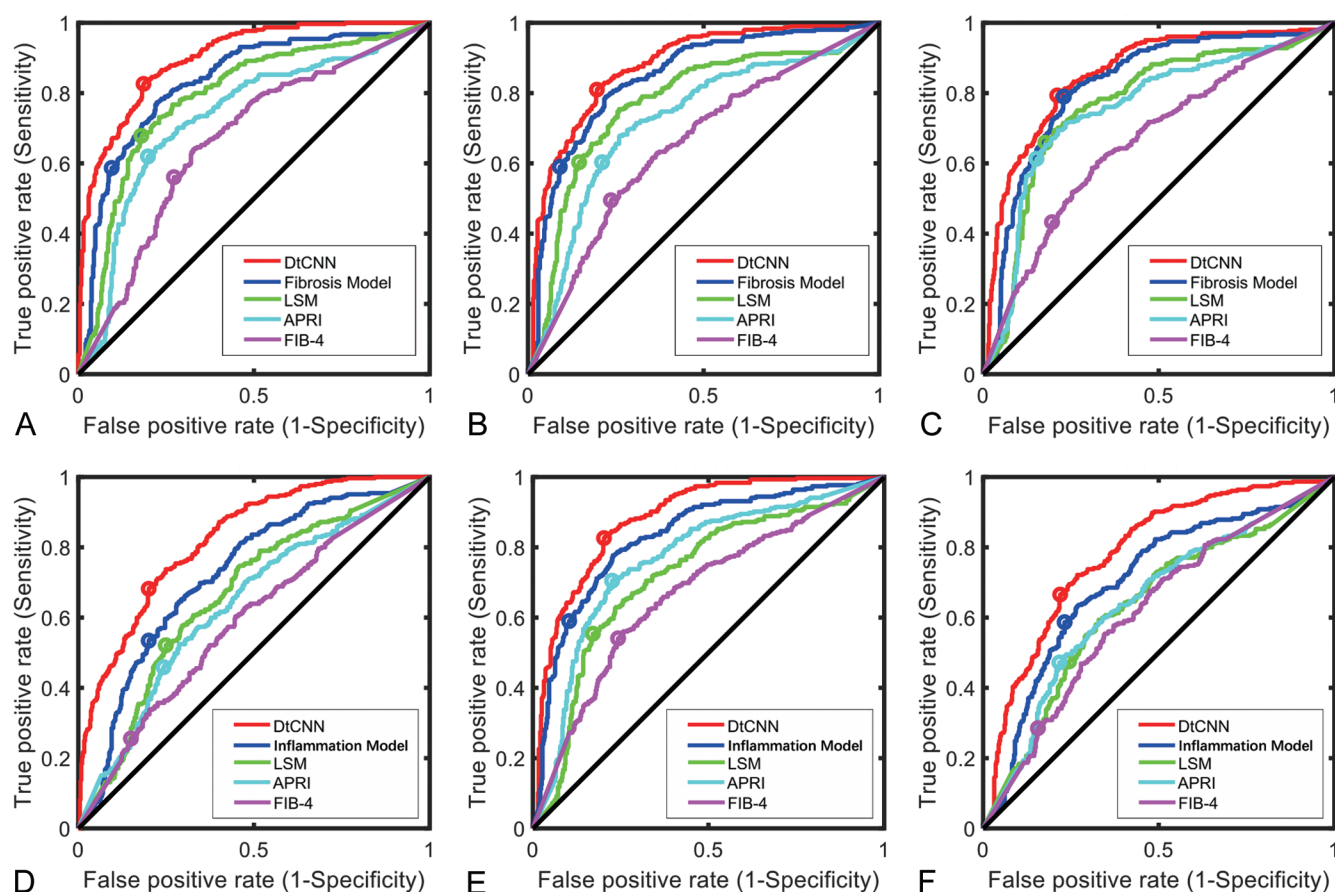 1
0.8
0.6
0.4
0.2
0
0
0.5
1
True positive rate (Sensitivity)
False positive rate (1-Specificity)
DtCNN
Fibrosis Model
LSM
APRI
FIB-4
A
1
0.8
0.6
0.4
0.2
0
0
0.5
1
True positive rate (Sensitivity)
False positive rate (1-Specificity)
DtCNN
Fibrosis Model
LSM
APRI
FIB-4
B
1
0.8
0.6
0.4
0.2
0
0
0.5
1
True positive rate (Sensitivity)
False positive rate (1-Specificity)
DtCNN
Fibrosis Model
LSM
APRI
FIB-4
C
1
0.8
0.6
0.4
0.2
0
0
0.5
1
True positive rate (Sensitivity)
False positive rate (1-Specificity)
DtCNN
Inflammation Model
LSM
APRI
FIB-4
D
1
0.8
0.6
0.4
0.2
0
0
0.5
1
True positive rate (Sensitivity)
False positive rate (1-Specificity)
DtCNN
Inflammation Model
LSM
APRI
FIB-4
E
1
0.8
0.6
0.4
0.2
0
0
0.5
1
True positive rate (Sensitivity)
False positive rate (1-Specificity)
DtCNN
Inflammation Model
LSM
APRI
FIB-4
F